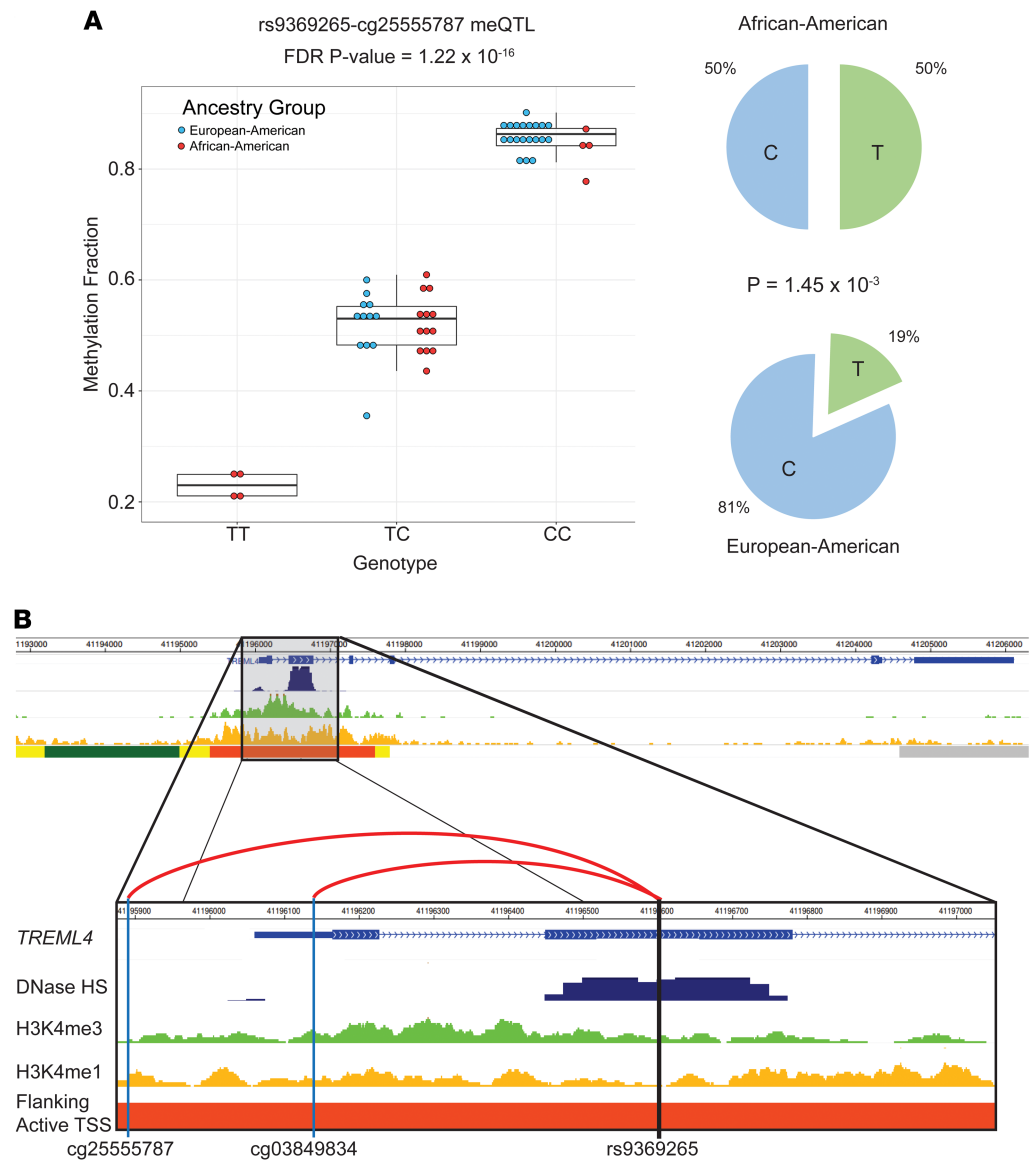 A
rs9369265-cg25555787 meQTL
FDR P-value = 1.22 x 10-16
African-American
Ancestry Group
European-American
African-American
Methylation Fraction
0.8
0.6
0.4
0.2
TT TC CC
Genotype
50% 50%
C T
P = 1.45 x 10-3
19%
T
C
81%
European-American
B
41193000 41194000 41195000 41196000 41197000 41198000 41199000 41200000 41201000 41202000 41203000 41204000 41205000 41206000
TREML4
41195900 41196000 41196100 41196200 41196300 41196400 41196500 41196600 41196700 41196800 41196900 41197000
TREML4
DNase HS
H3K4me3
H3K4me1
Flanking
Active TSS
cg25555787 cg03849834 rs9369265